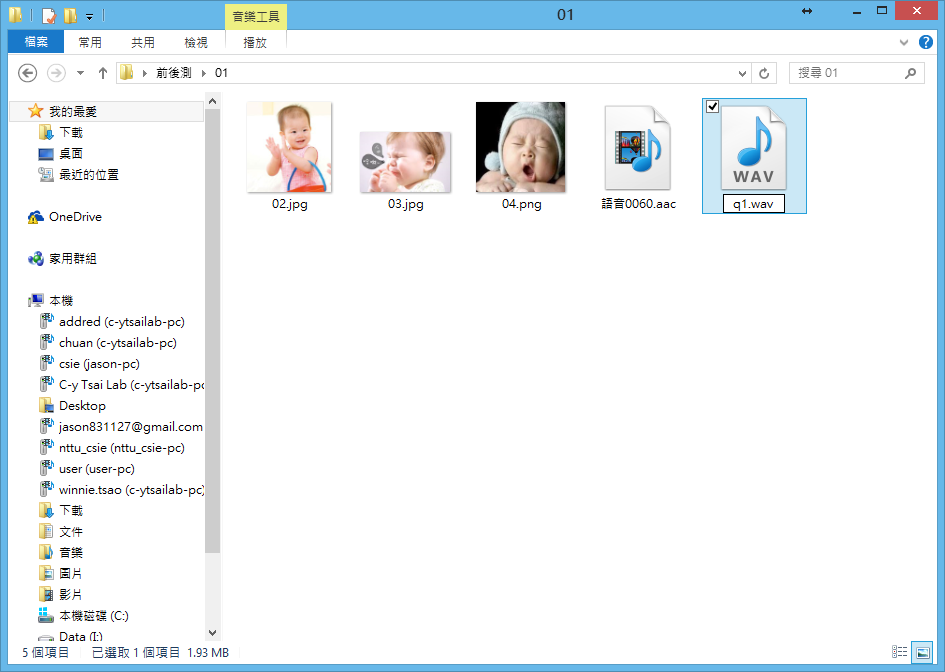 音樂工具
01
檔案
常用
共用
檢視
播放
前後測
01
搜尋 01
我的最愛
下載
桌面
最近的位置
OneDrive
家用群組
本機
addred (c-ytsailab-pc)
chuan (c-ytsailab-pc)
csie (jason-pc)
C-y Tsai Lab (c-ytsailab-pc
Desktop
jason831127@gmail.com
nttu_csie (nttu_csie-pc)
user (user-pc)
winnie.tsao (c-ytsailab-pc)
下載
文件
音樂
圖片
影片
本機磁碟 (C:)
Data (I:)
02.jpg
03.jpg
04.png
語音0060.aac
WAV
q1.wav
5 個項目
已選取 1 個項目 1.93 MB